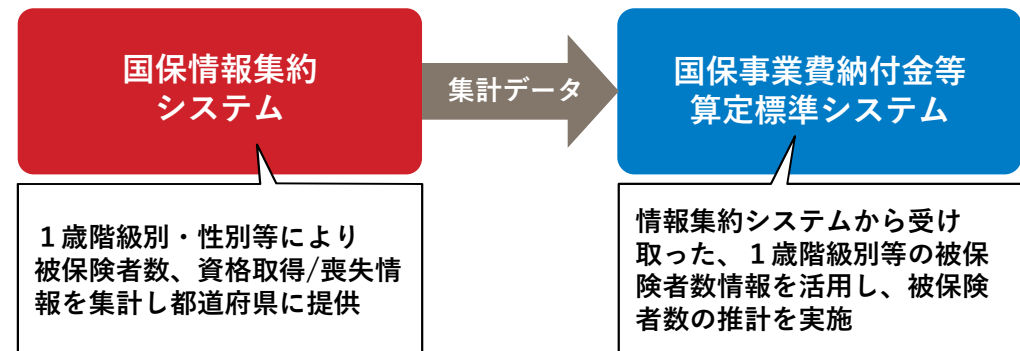 国保情報集約
システム
集計データ
国保事業費納付金等
算定標準システム
１歳階級別・性別等により
被保険者数、資格取得/喪失情
報を集計し都道府県に提供
情報集約システムから受け
取った、１歳階級別等の被保
険者数情報を活用し、被保険
者数の推計を実施